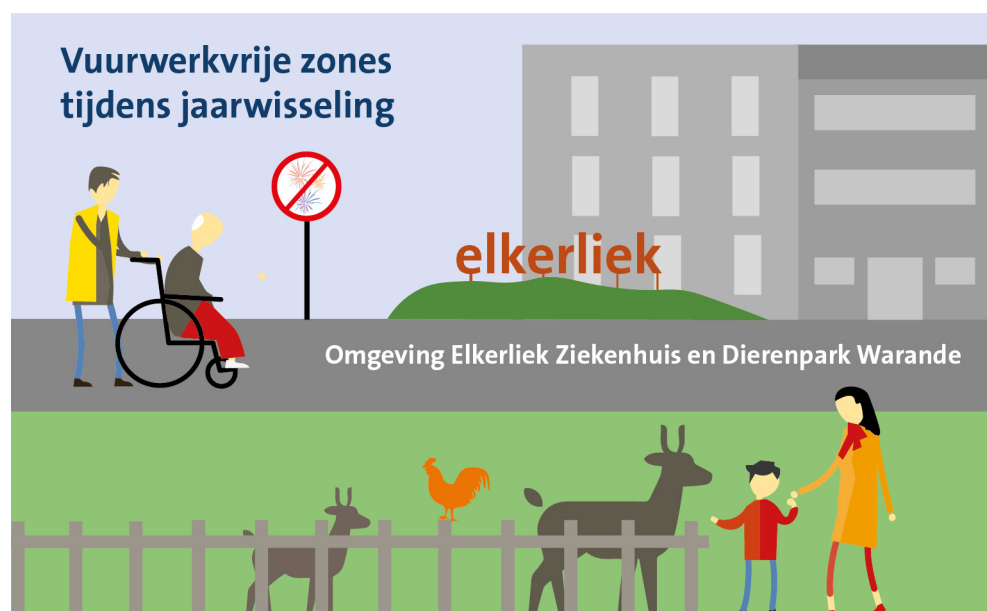 Vuurwerkvrije zones
tijdens jaarwisseling
elkerliek
Omgeving Elkerliek Ziekenhuis en Dierenpark Warande